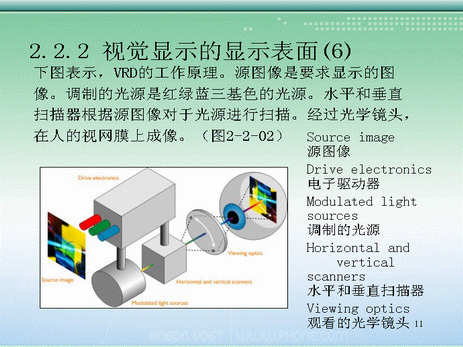 2.2.2 视觉显示的显示表面(6)
下图表示，VRD的工作原理。源图像是要求显示的图
像。调制的光源是红绿蓝三基色的光源。水平和垂直
扫描器根据源图像对于光源进行扫描。经过光学镜头，
在人的视网膜上成像。（图2-2-02）
Source image
源图像
Drive electronics
电子驱动器
Modulated light
sources
调制的光源
Horizontal and
vertical
scanners
水平和垂直扫描器
Viewing optics
观看的光学镜头
Drive electronics
Source image
Viewing optics
Horizontal and vertical scanners
Modulated light sources
11